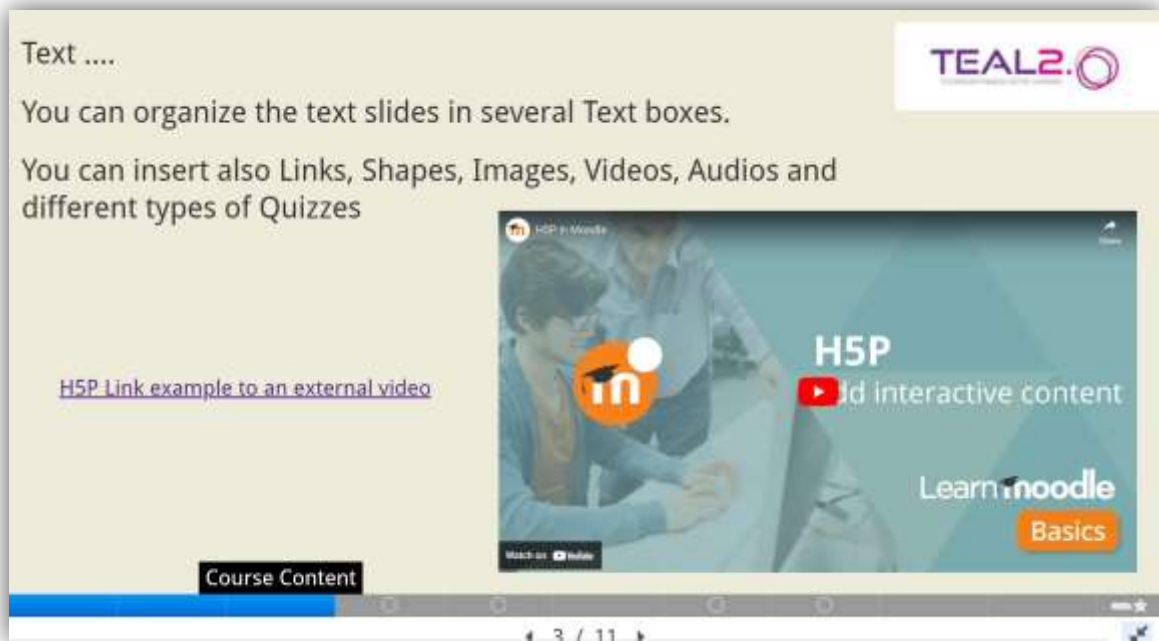 Text ....
TEAL2.
You can organize the text slides in several Text boxes.
You can insert also Links, Shapes, Images, Videos, Audios and
different types of Quizzes
H5P in Moodle
Share
H5P
dd interactive content
H5P Link example to an external video
m
Learn moodle
Basics
Watch on YouTube
Course Content
3 / 11